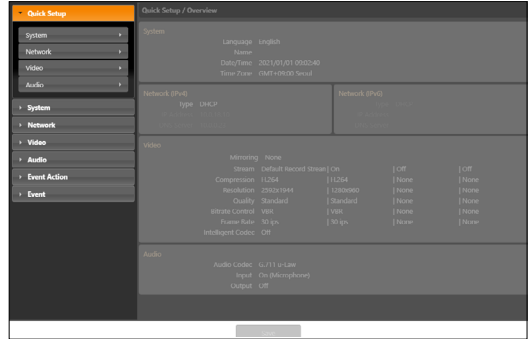 Quick Setup
System
Network
Video
Audio
System
Network
Video
Audio
Event Action
Event
Quick Setup / Overview
System
Language English
Name
Date/Time 2021/01/01 09:02:40
Time Zone GMT+09:00 Seoul
Network (IPv4)
Type DHCP
Network (IPv6)
Video
Mirroring None
Stream Default Record Stream | On | Off | Off
Compression H.264 | H.264 | None | None
Resolution 2592x1944 | 1280x960 | None | None
Quality Standard | Standard | None | None
Bitrate Control VBR | VBR | None | None
Frame Rate 30 ips | 30 ips | None | None
Intelligent Codec Off
Audio
Audio Codec G.711 u-Law
Input On (Microphone)
Output Off